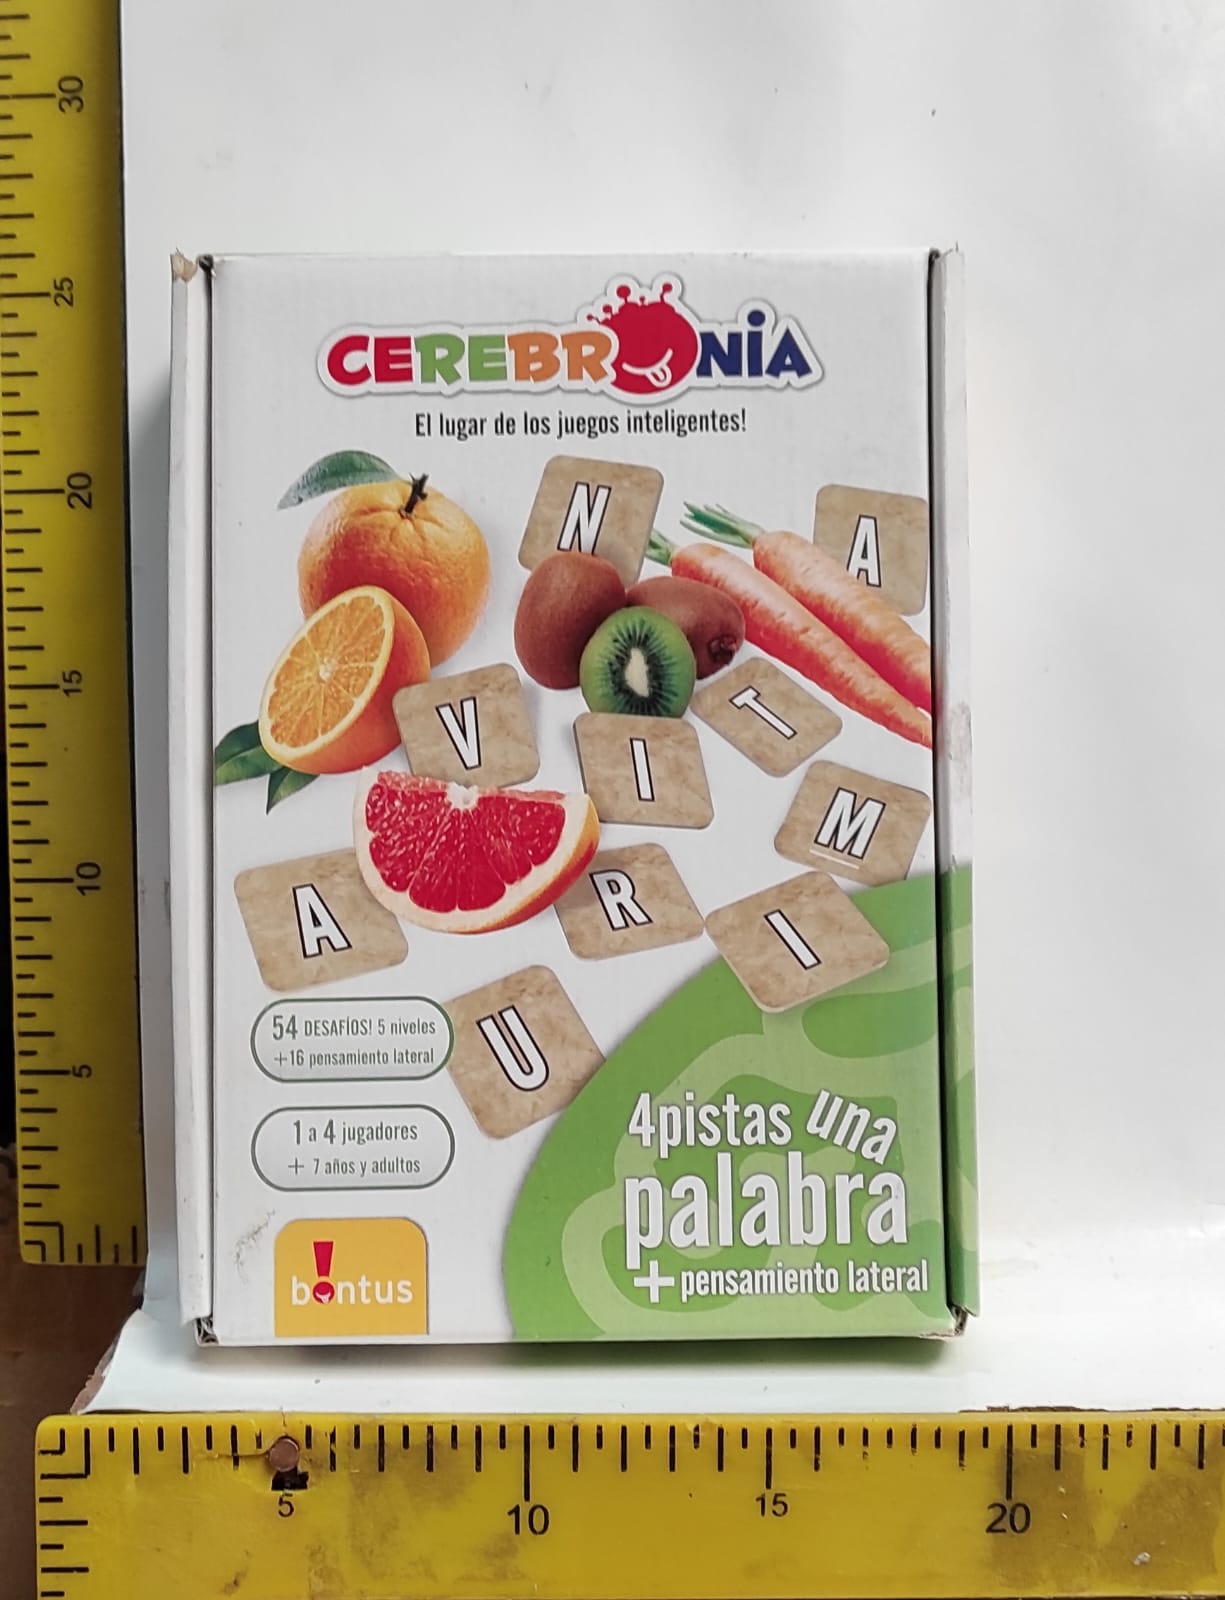 CEREBRONIA
El lugar de los juegos inteligentes!
N
A
V
I
T
M
A
R
I
U
54 DESAFÍOS! 5 niveles
+16 pensamiento lateral
1 a 4 jugadores
+ 7 años y adultos
bontus
4pistas una
palabra
+pensamiento lateral
30
25
20
15
10
5
5
10
15
20